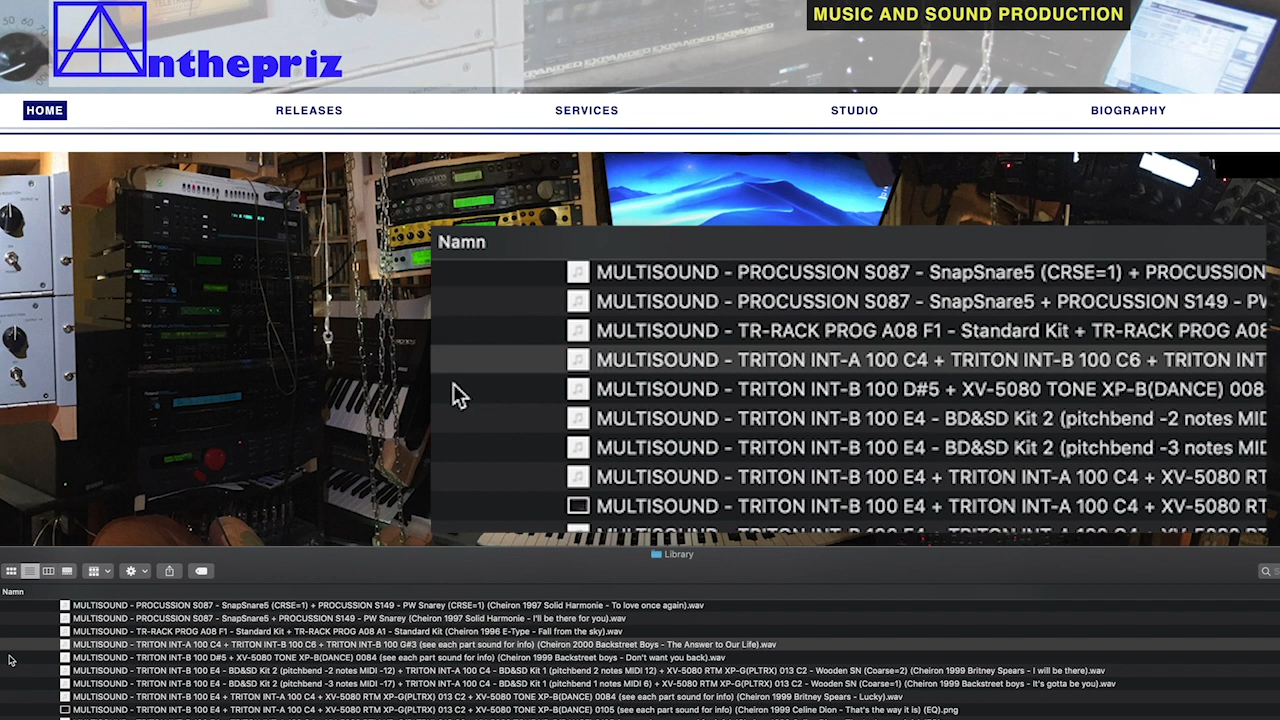 Anthepriz
MUSIC AND SOUND PRODUCTION
HOME
RELEASES
SERVICES
STUDIO
BIOGRAPHY
Namn
MULTISOUND - PROCUSSION S087 - SnapSnare5 (CRSE=1) + PROCUSSION
MULTISOUND - PROCUSSION S087 - SnapSnare5 + PROCUSSION S149 - PW
MULTISOUND - TR-RACK PROG A08 F1 - Standard Kit + TR-RACK PROG A08
MULTISOUND - TRITON INT-A 100 C4 + TRITON INT-B 100 C6 + TRITON INT
MULTISOUND - TRITON INT-B 100 D#5 + XV-5080 TONE XP-B(DANCE) 008
MULTISOUND - TRITON INT-B 100 E4 - BD&SD Kit 2 (pitchbend -2 notes MID
MULTISOUND - TRITON INT-B 100 E4 - BD&SD Kit 2 (pitchbend -3 notes MID
MULTISOUND - TRITON INT-B 100 E4 + TRITON INT-A 100 C4 + XV-5080 RT
MULTISOUND - TRITON INT-B 100 E4 + TRITON INT-A 100 C4 + XV-5080 RT
Library
Namn
MULTISOUND - PROCUSSION S087 - SnapSnare5 (CRSE=1) + PROCUSSION S149 - PW Snarey (CRSE=1) (Cheiron 1997 Solid Harmonie - To love once again).wav
MULTISOUND - PROCUSSION S087 - SnapSnare5 + PROCUSSION S149 - PW Snarey (Cheiron 1997 Solid Harmonie - I'll be there for you).wav
MULTISOUND - TR-RACK PROG A08 F1 - Standard Kit + TR-RACK PROG A08 A1 - Standard Kit (Cheiron 1996 E-Type - Fall from the sky).wav
MULTISOUND - TRITON INT-A 100 C4 + TRITON INT-B 100 C6 + TRITON INT-B 100 G#3 (see each part sound for info) (Cheiron 2000 Backstreet Boys - The Answer to Our Life).wav
MULTISOUND - TRITON INT-B 100 D#5 + XV-5080 TONE XP-B(DANCE) 0084 (see each part sound for info) (Cheiron 1999 Backstreet boys - Don't want you back).wav
MULTISOUND - TRITON INT-B 100 E4 - BD&SD Kit 2 (pitchbend -2 notes MIDI -12) + TRITON INT-A 100 C4 - BD&SD Kit 1 (pitchbend 2 notes MIDI 12) + XV-5080 RTM XP-G(PLTRX) 013 C2 - Wooden SN (Coarse=2) (Cheiron 1999 Britney Spears - I will be there).wav
MULTISOUND - TRITON INT-B 100 E4 - BD&SD Kit 2 (pitchbend -3 notes MIDI -12) + TRITON INT-A 100 C4 - BD&SD Kit 1 (pitchbend 1 notes MIDI 6) + XV-5080 RTM XP-G(PLTRX) 013 C2 - Wooden SN (Coarse=1) (Cheiron 1999 Backstreet boys - It's gotta be you).wav
MULTISOUND - TRITON INT-B 100 E4 + TRITON INT-A 100 C4 + XV-5080 RTM XP-G(PLTRX) 013 C2 + XV-5080 TONE XP-B(DANCE) 0084 (see each part sound for info) (Cheiron 1999 Britney Spears - Lucky).wav
MULTISOUND - TRITON INT-B 100 E4 + TRITON INT-A 100 C4 + XV-5080 RTM XP-G(PLTRX) 013 C2 + XV-5080 TONE XP-B(DANCE) 0105 (see each part sound for info) (Cheiron 1999 Celine Dion - That's the way it is) (EQ).png